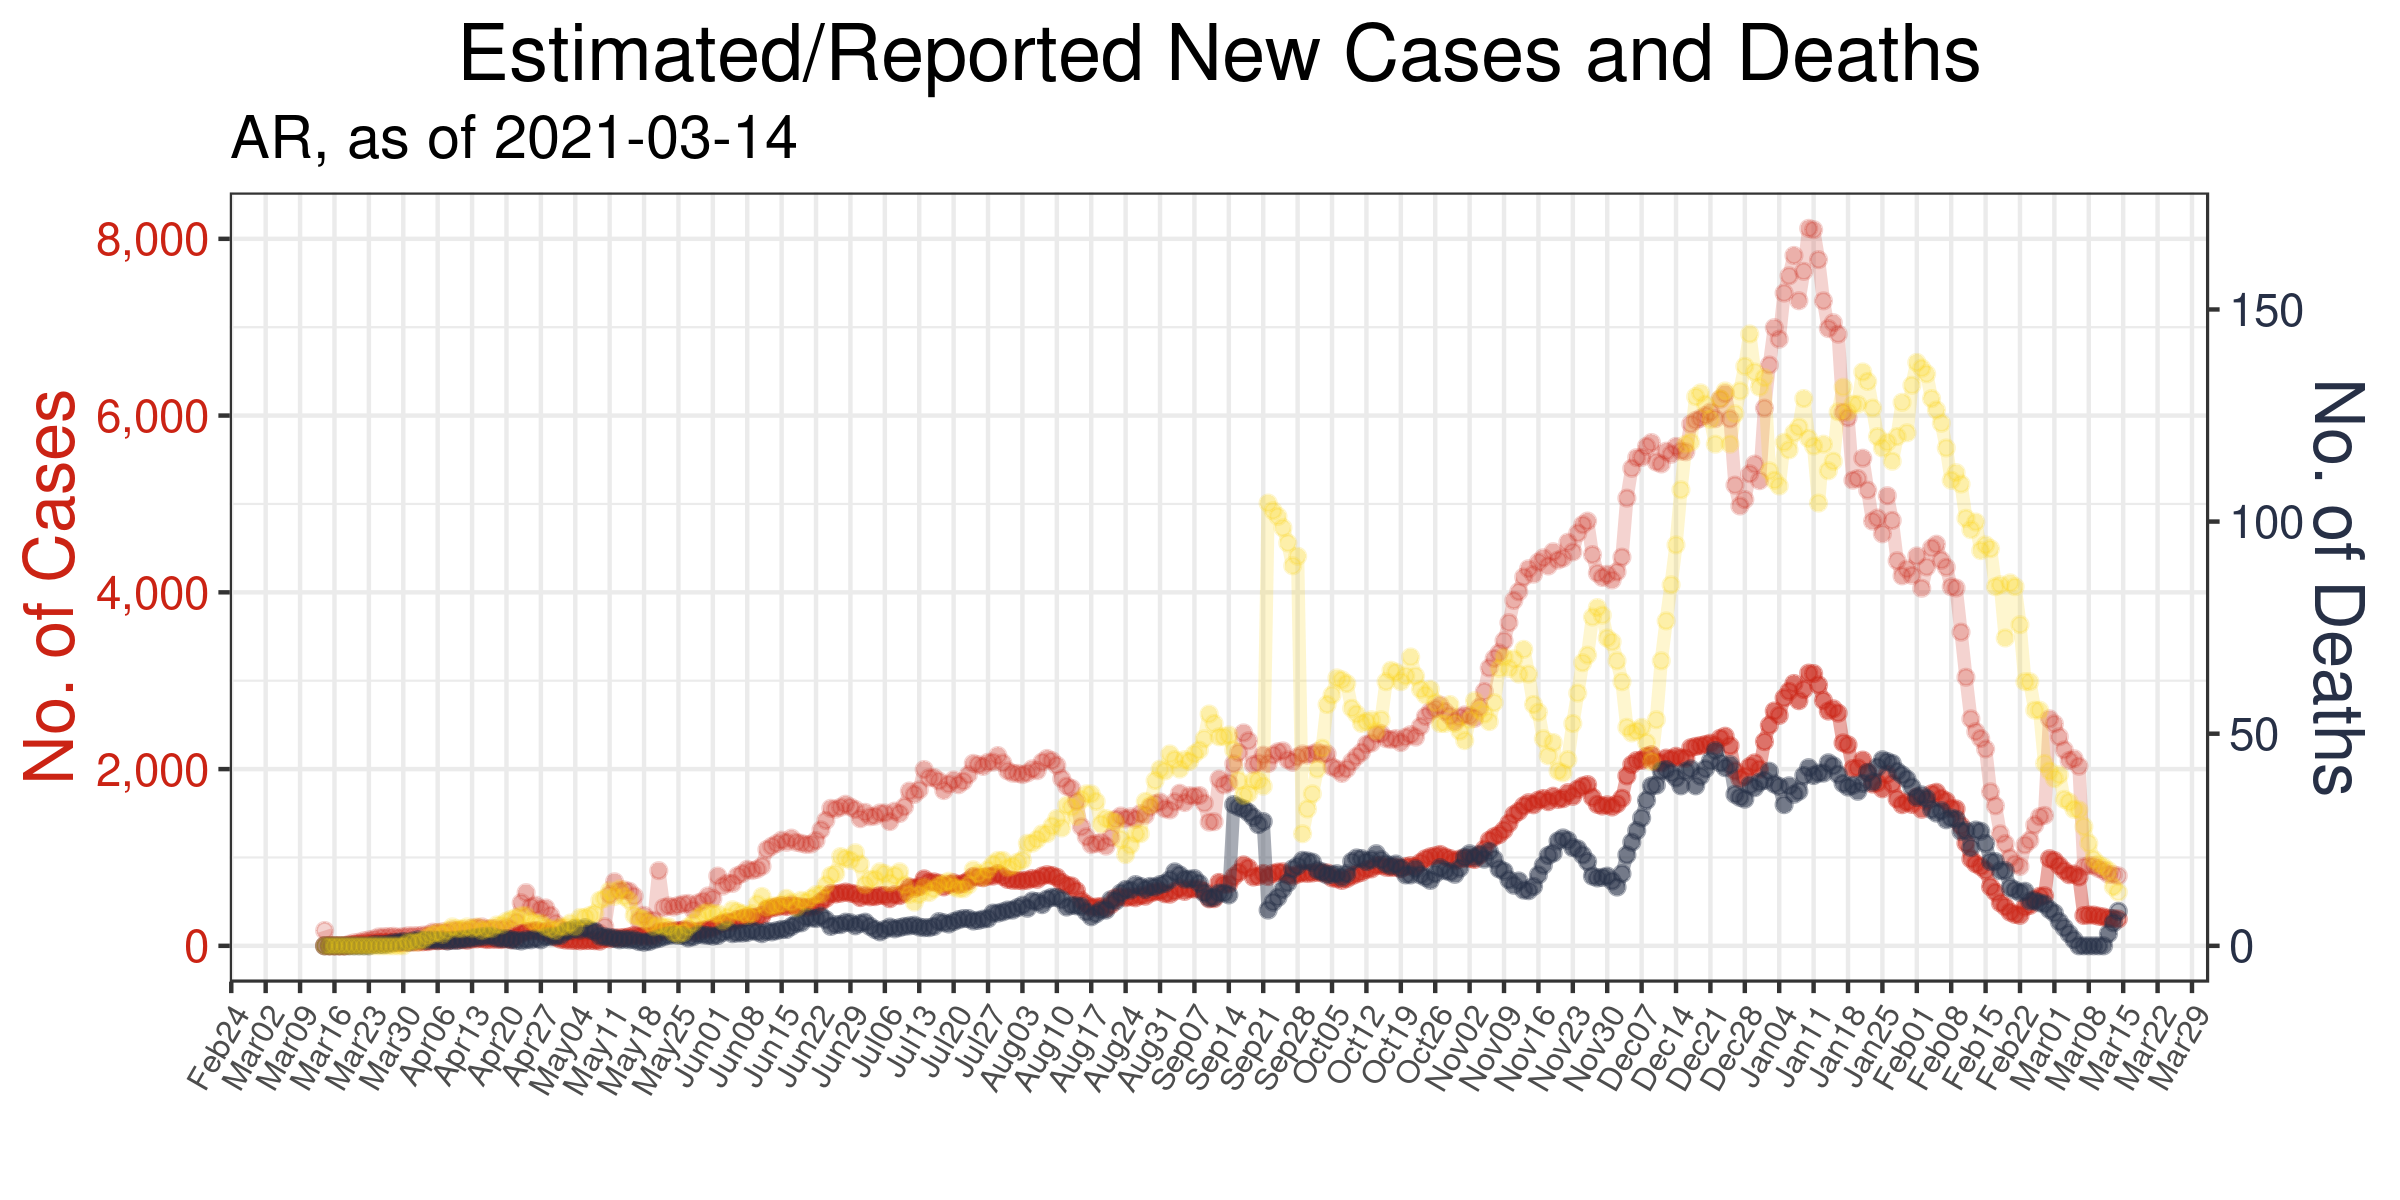 Estimated/Reported New Cases and Deaths
AR, as of 2021-03-14
No. of Cases
8,000
6,000
4,000
2,000
0
150
100
50
0
No. of Deaths
Feb24
Mar02
Mar09
Mar16
Mar23
Mar30
Apr06
Apr13
Apr20
Apr27
May04
May11
May18
May25
Jun01
Jun08
Jun15
Jun22
Jun29
Jul06
Jul13
Jul20
Jul27
Aug03
Aug10
Aug17
Aug24
Aug31
Sep07
Sep14
Sep21
Sep28
Oct05
Oct12
Oct19
Oct26
Nov02
Nov09
Nov16
Nov23
Nov30
Dec07
Dec14
Dec21
Dec28
Jan04
Jan11
Jan18
Jan25
Feb01
Feb08
Feb15
Feb22
Mar01
Mar08
Mar15
Mar22
Mar29